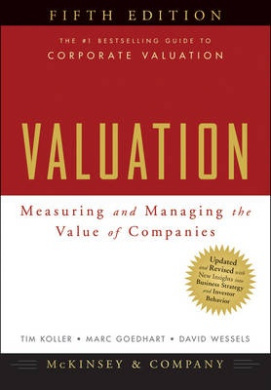 FIFTH EDITION
THE #1 BESTSELLING GUIDE TO
CORPORATE VALUATION
VALUATION
Measuring and Managing the
Value of Companies
Updated
and Revised with
New Insights into
Business Strategy
and Investor
Behavior
TIM KOLLER • MARC GOEDHART • DAVID WESSELS
McKINSEY & COMPANY